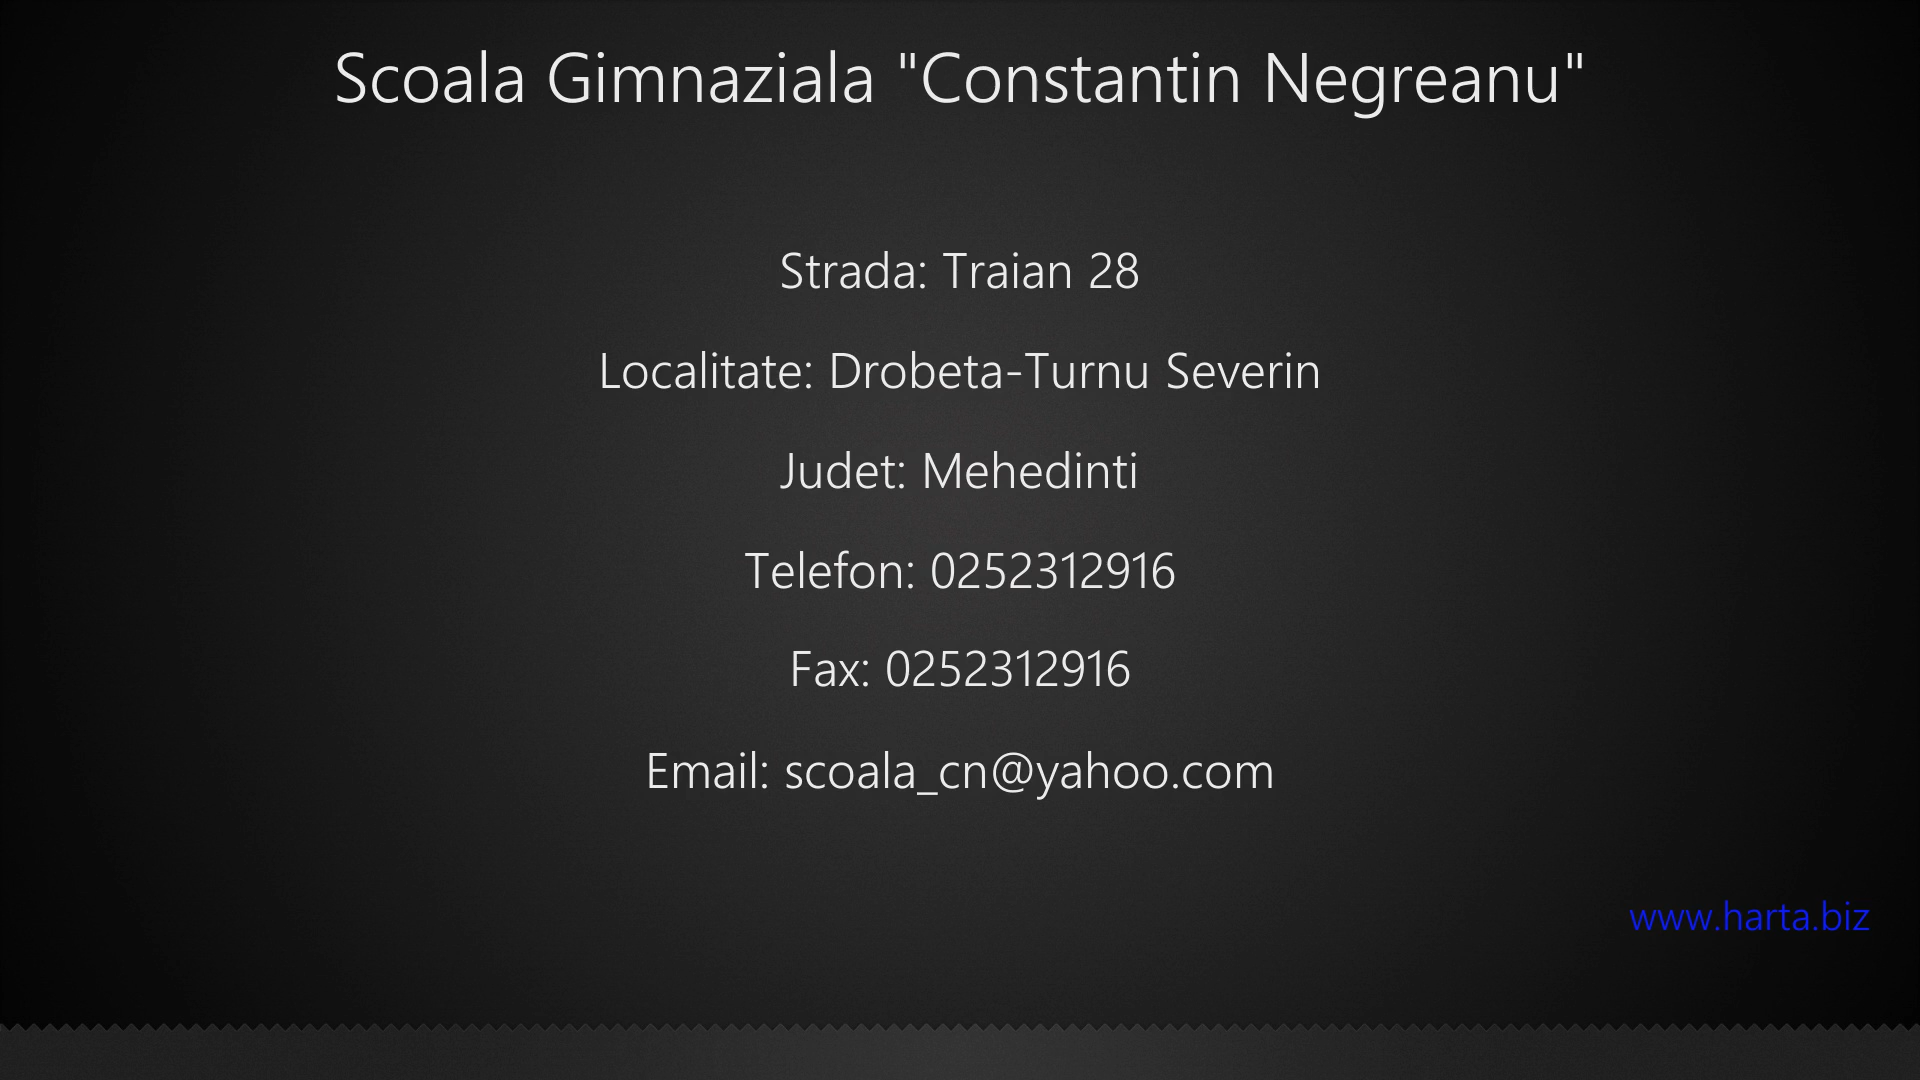 Scoala Gimnaziala "Constantin Negreanu"
Strada: Traian 28
Localitate: Drobeta-Turnu Severin
Judet: Mehedinti
Telefon: 0252312916
Fax: 0252312916
Email: scoala_cn@yahoo.com
www.harta.biz